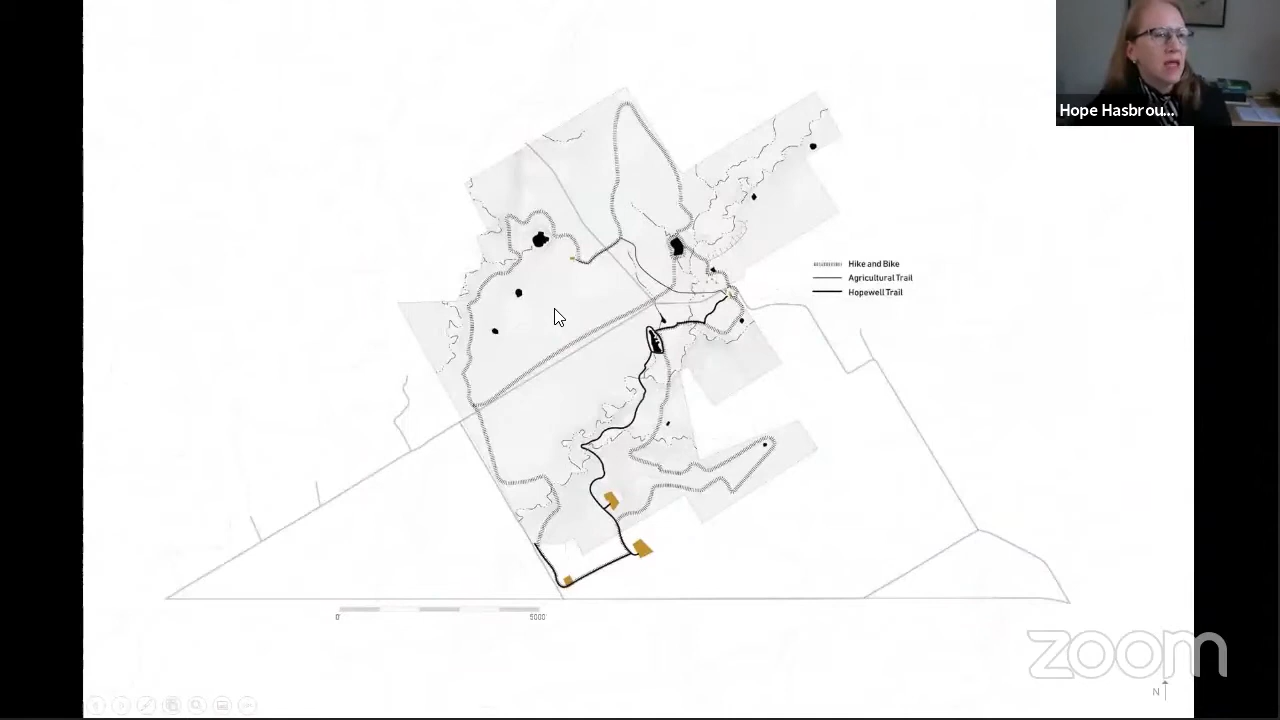 Hope Hasbrou...
Hike and Bike
Agricultural Trail
Hopewell Trail
0' 5000'
zoom
N